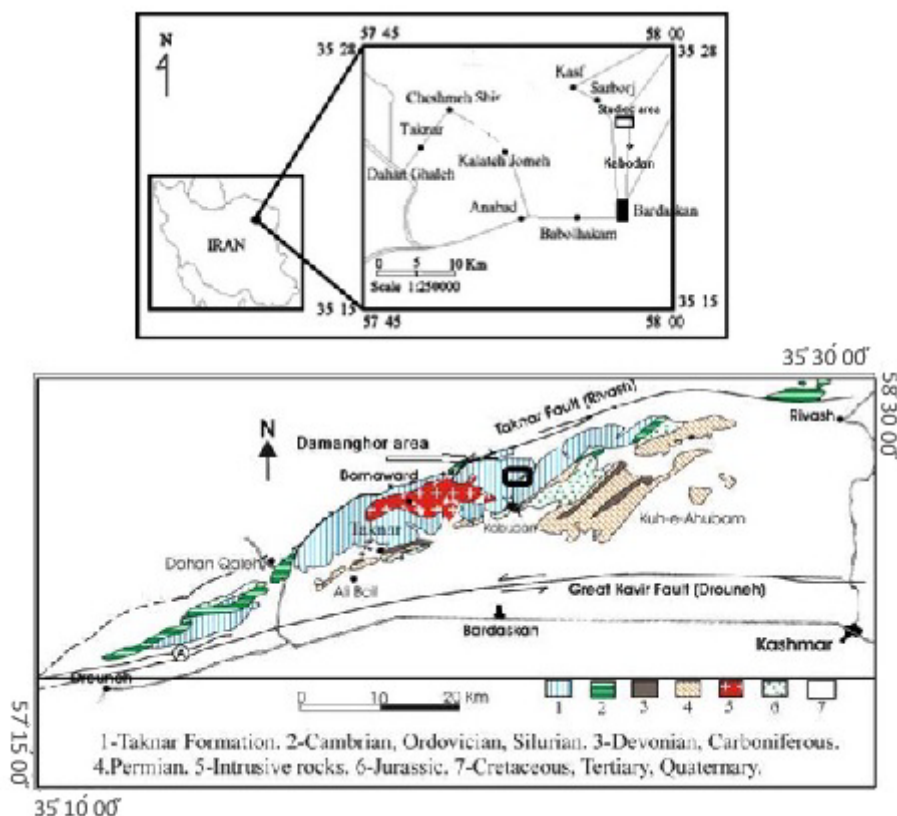 57 45
58 00
N
35 28
35 28
Kasf
Sarborj
Cheshmeh Shir
Studied area
Taknar
Kalateh Jomeh
Kabodan
Dahan Ghaleh
Anabad
Bardaskan
Babolhakam
IRAN
0 5 10 Km
Scale 1:250000
35 15
35 15
57 45
58 00
35° 30′ 00″
58° 30′ 00″
Taknar Fault (Rivash)
Rivash
N
Damanghor area
Bornaward
Kabudan
Kuh-e-Ahubam
Taknar
Dahan Qaleh
Ali Bail
Great Kavir Fault (Drouneh)
Bardaskan
Kashmar
A
Drouneh
0 10 20 Km
1 2 3 4 5 6 7
1-Taknar Formation. 2-Cambrian, Ordovician, Silurian. 3-Devonian, Carboniferous.
4.Permian. 5-Intrusive rocks. 6-Jurassic. 7-Cretaceous, Tertiary, Quaternary.
57° 15′ 00″
35° 10′ 00″